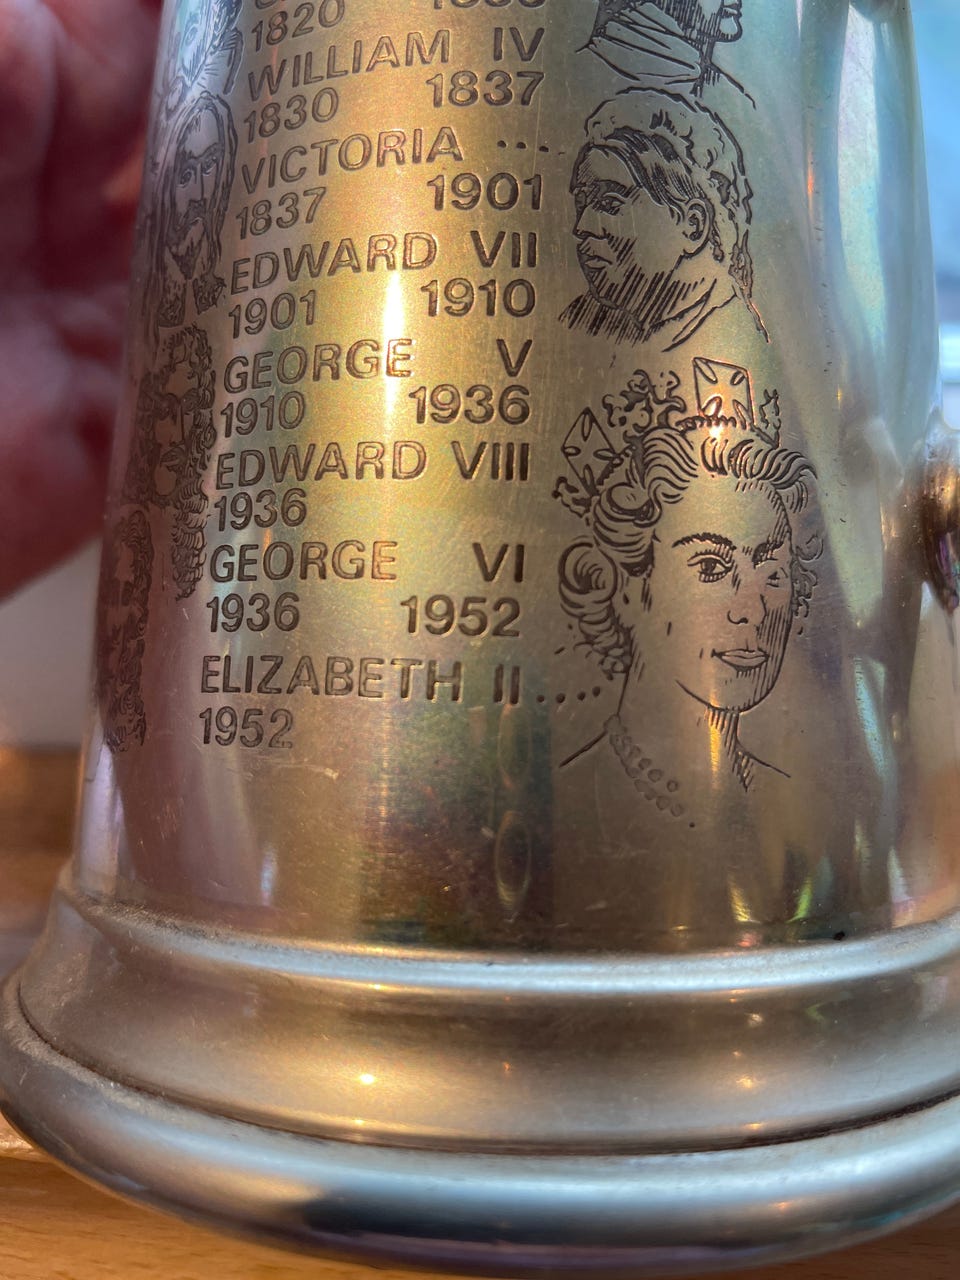 1820
WILLIAM IV
1830 1837
VICTORIA ....
1837 1901
EDWARD VII
1901 1910
GEORGE V
1910 1936
EDWARD VIII
1936
GEORGE VI
1936 1952
ELIZABETH II....
1952